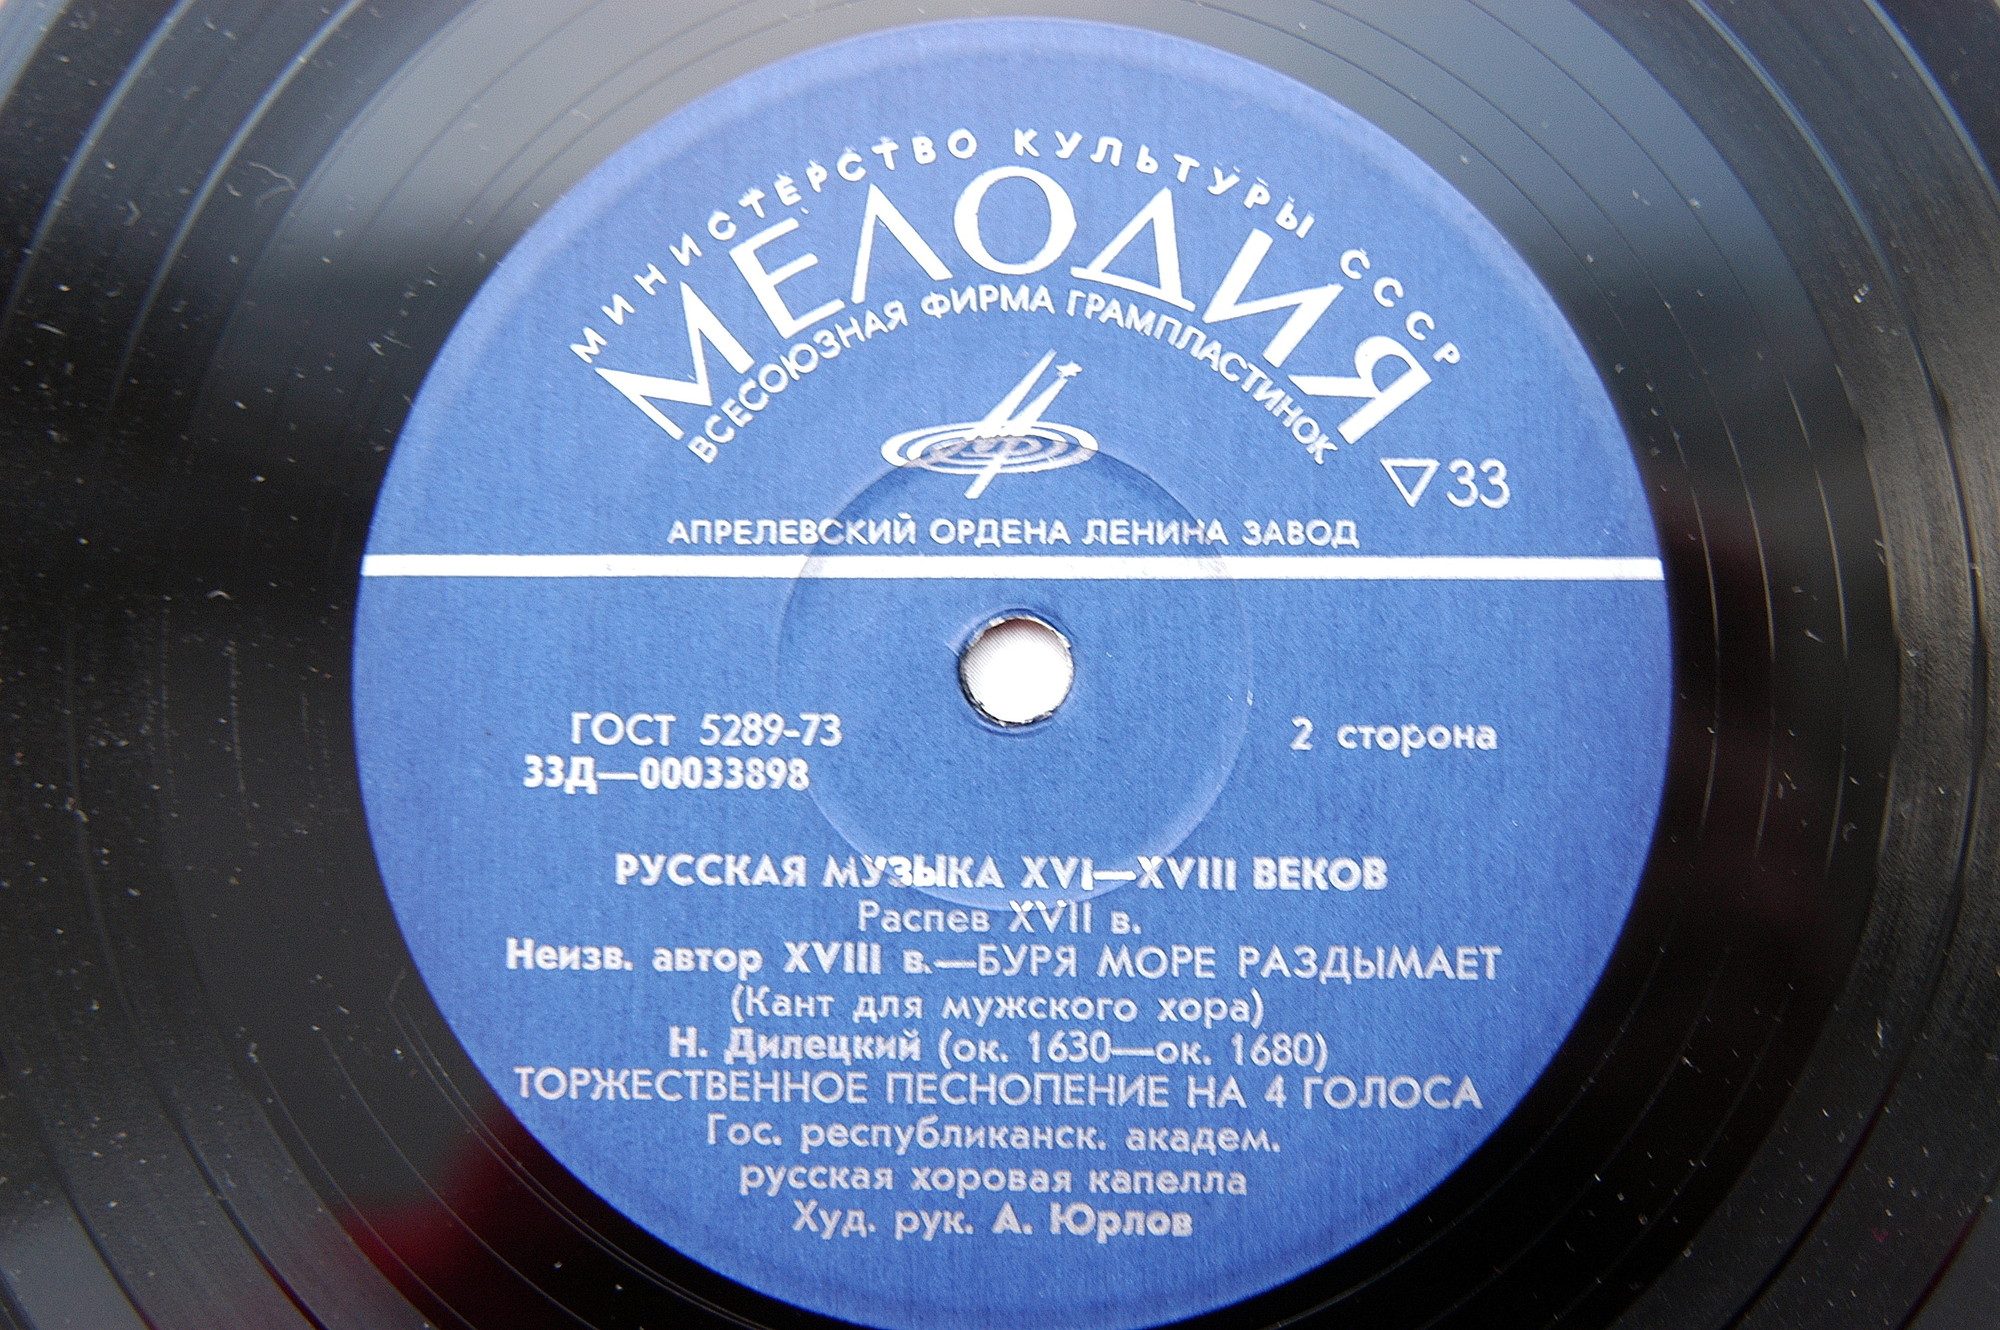 МИНИСТЕРСТВО КУЛЬТУРЫ СССР
МЕЛОДИЯ
ВСЕСОЮЗНАЯ ФИРМА ГРАМПЛАСТИНОК
33
АПРЕЛЕВСКИЙ ОРДЕНА ЛЕНИНА ЗАВОД
ГОСТ 5289-73
2 сторона
33Д—00033898
РУССКАЯ МУЗЫКА XVI—XVIII ВЕКОВ
Распев XVII в.
Неизв. автор XVIII в.—БУРЯ МОРЕ РАЗДЫМАЕТ
(Кант для мужского хора)
Н. Дилецкий (ок. 1630—ок. 1680)
ТОРЖЕСТВЕННОЕ ПЕСНОПЕНИЕ НА 4 ГОЛОСА
Гос. республиканск. академ.
русская хоровая капелла
Худ. рук. А. Юрлов